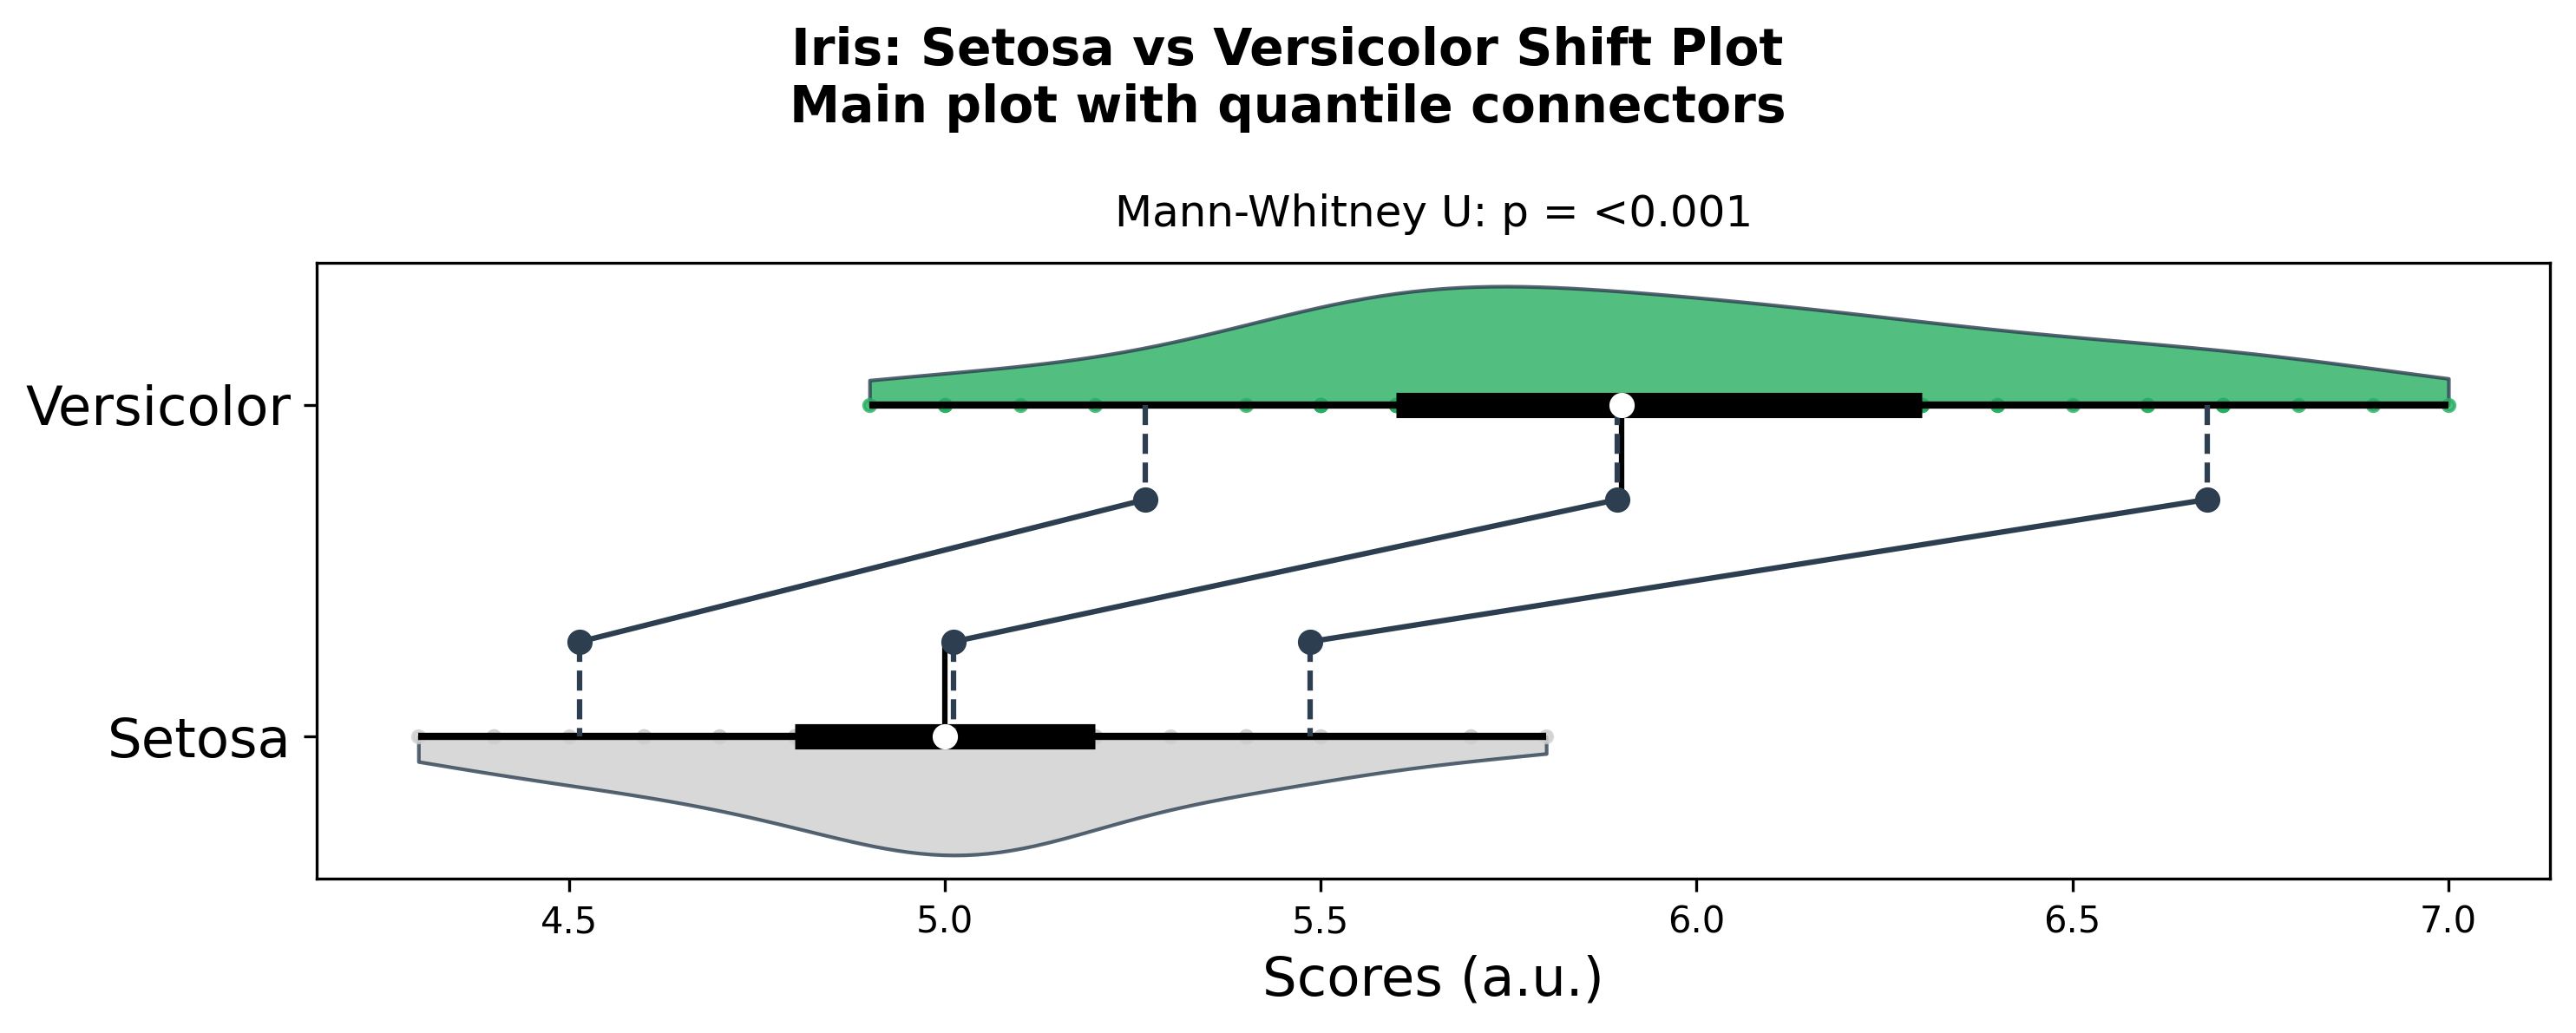 Iris: Setosa vs Versicolor Shift Plot
Main plot with quantile connectors
Mann-Whitney U: p = <0.001
Versicolor
Setosa
4.5 5.0 5.5 6.0 6.5 7.0
Scores (a.u.)